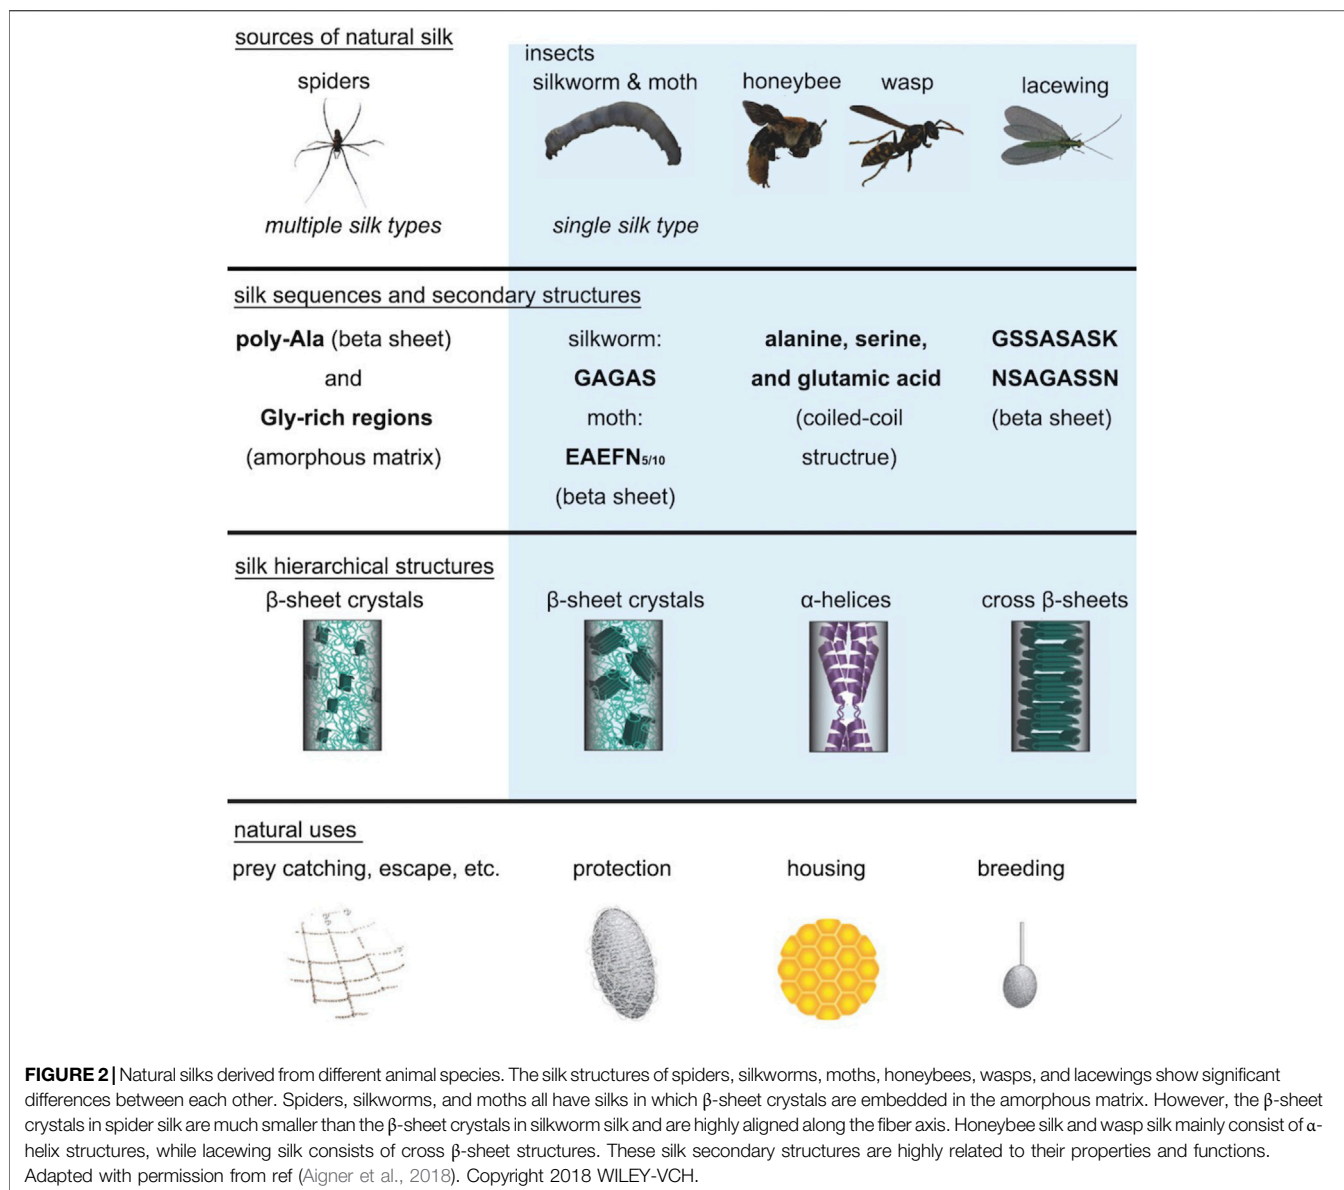 sources of natural silk
insects
spiders
silkworm & moth
honeybee
wasp
lacewing
multiple silk types
single silk type
silk sequences and secondary structures
poly-Ala (beta sheet)
and
Gly-rich regions
(amorphous matrix)
silkworm:
GAGAS
moth:
EAEFN5/10
(beta sheet)
alanine, serine,
and glutamic acid
(coiled-coil
structrue)
GSSASASK
NSAGASSN
(beta sheet)
silk hierarchical structures
β-sheet crystals
β-sheet crystals
α-helices
cross β-sheets
natural uses
prey catching, escape, etc.
protection
housing
breeding
FIGURE 2 | Natural silks derived from different animal species. The silk structures of spiders, silkworms, moths, honeybees, wasps, and lacewings show significant
differences between each other. Spiders, silkworms, and moths all have silks in which β-sheet crystals are embedded in the amorphous matrix. However, the β-sheet
crystals in spider silk are much smaller than the β-sheet crystals in silkworm silk and are highly aligned along the fiber axis. Honeybee silk and wasp silk mainly consist of α-
helix structures, while lacewing silk consists of cross β-sheet structures. These silk secondary structures are highly related to their properties and functions.
Adapted with permission from ref (Aigner et al., 2018). Copyright 2018 WILEY-VCH.